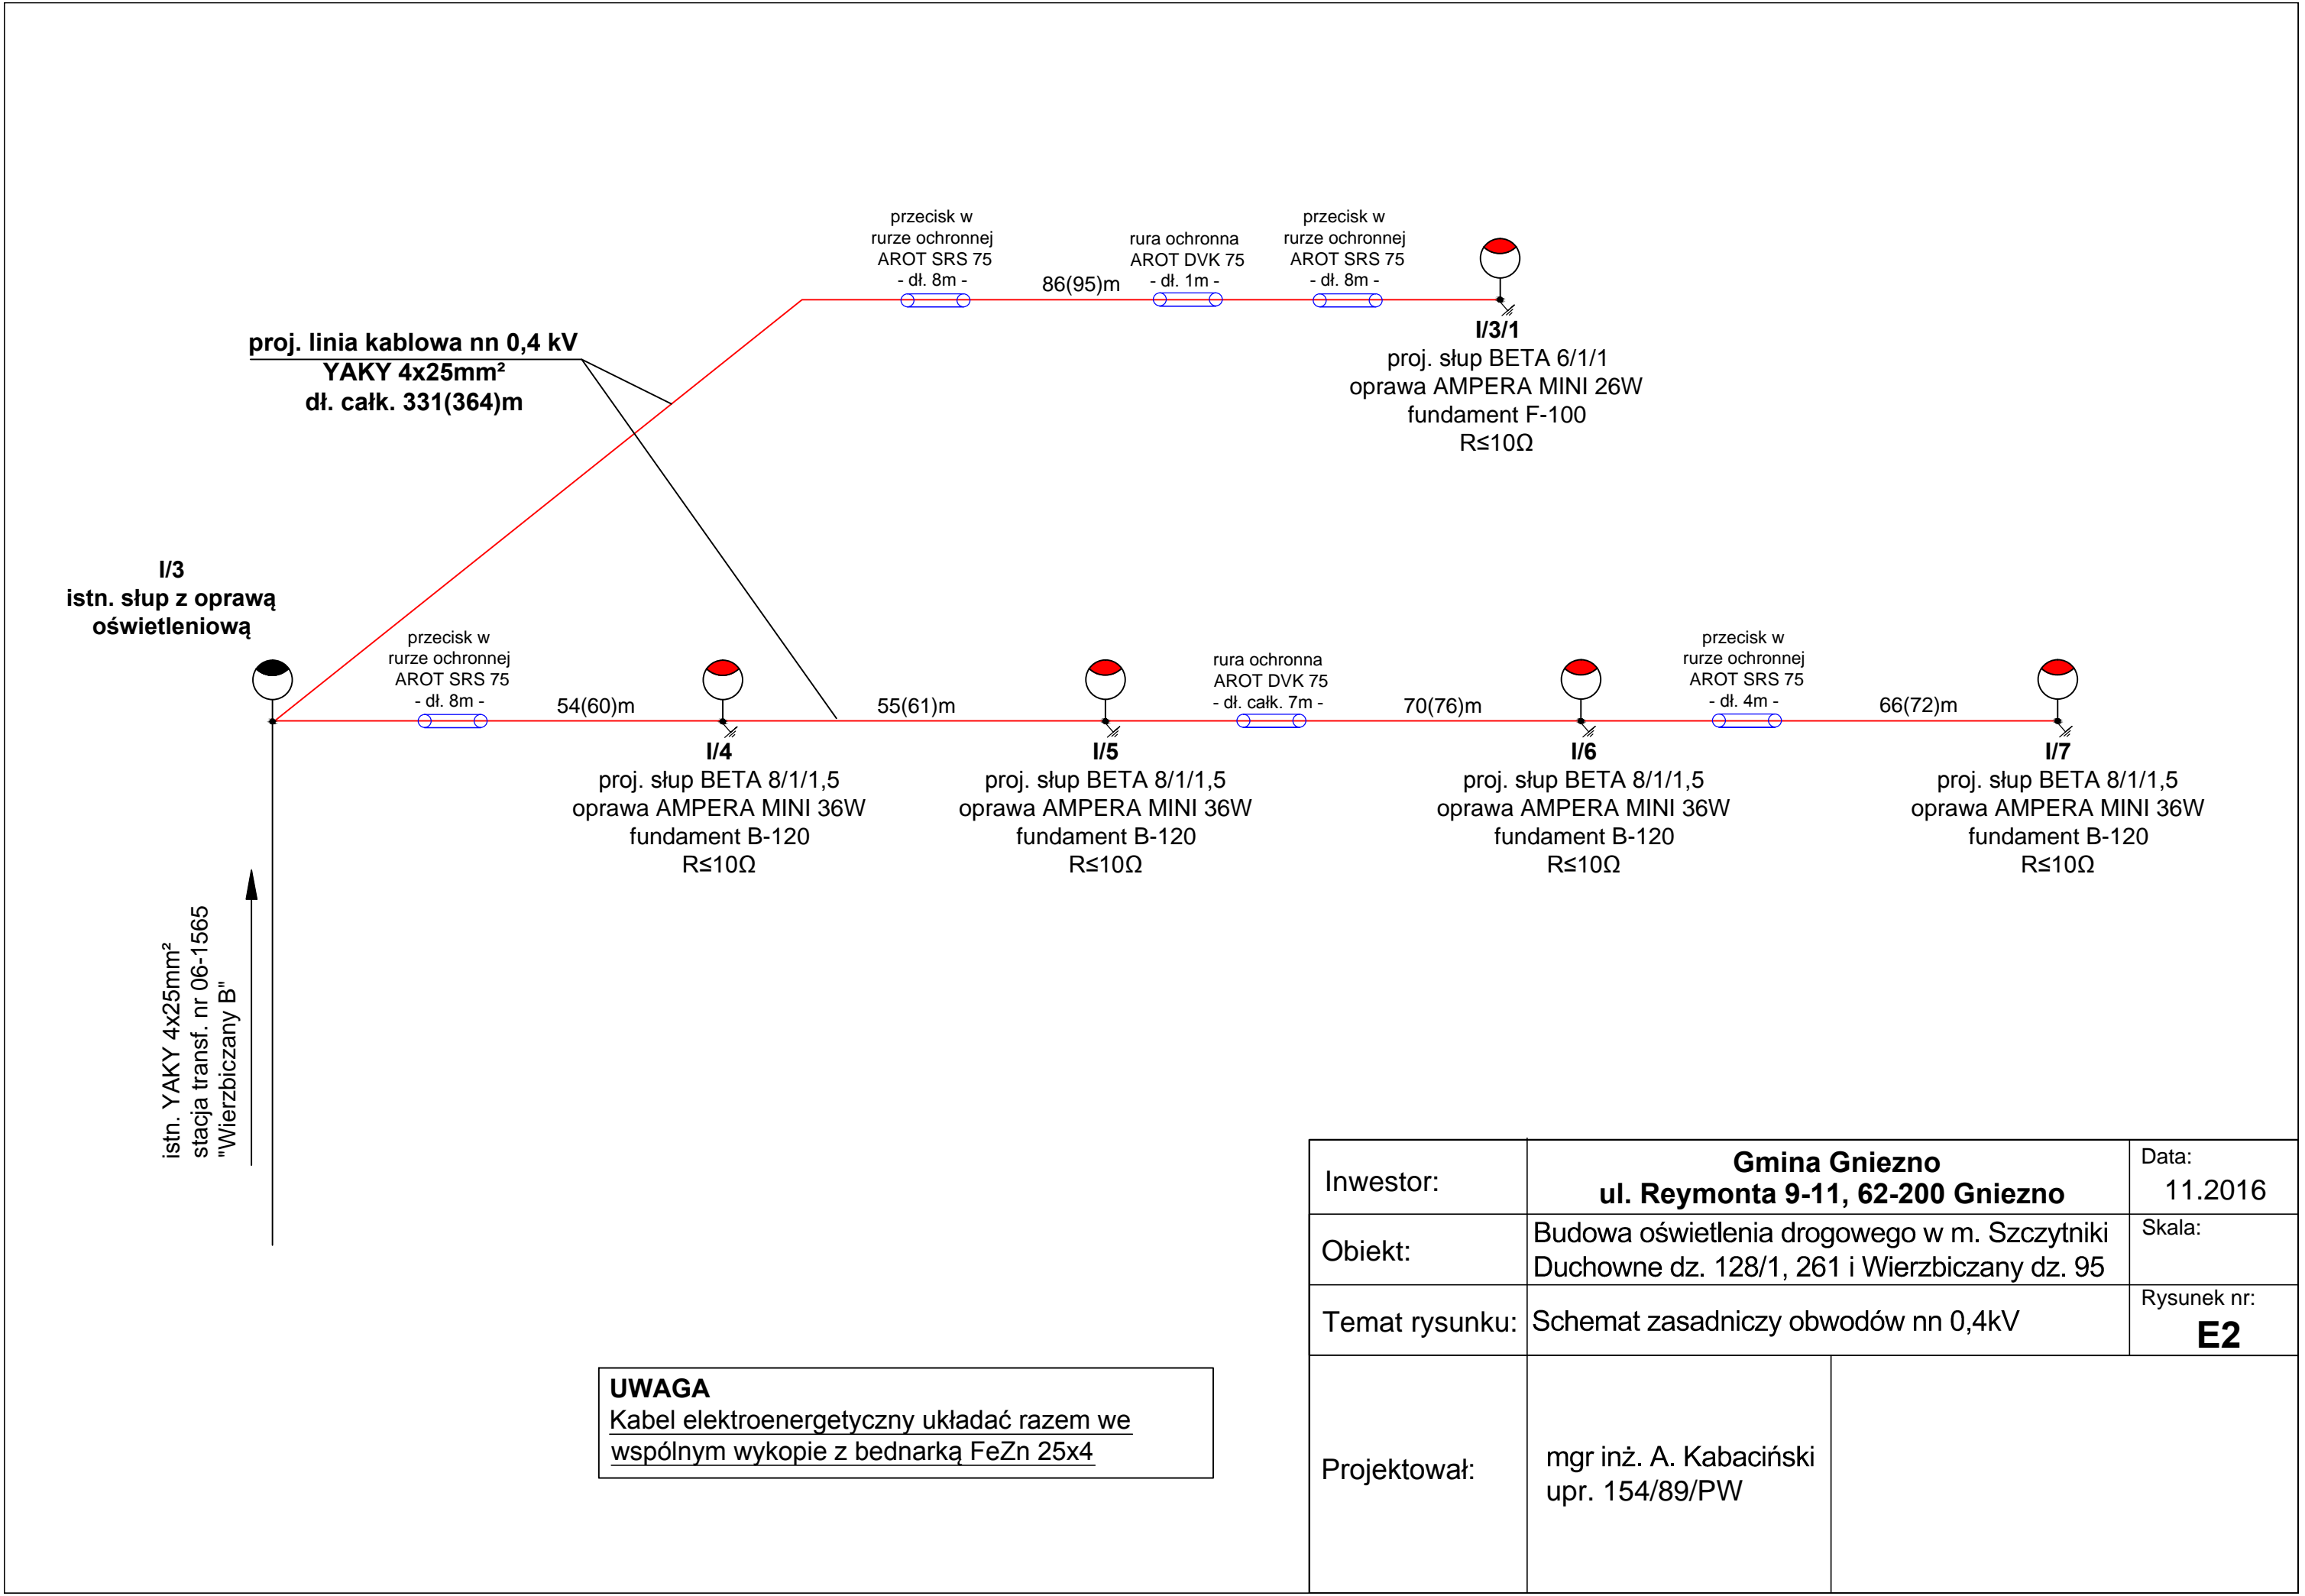 przecisk w
rurze ochronnej
AROT SRS 75
- dł. 8m -
86(95)m
rura ochronna
AROT DVK 75
- dł. 1m -
przecisk w
rurze ochronnej
AROT SRS 75
- dł. 8m -
I/3/1
proj. słup BETA 6/1/1
oprawa AMPERA MINI 26W
fundament F-100
R≤10Ω
proj. linia kablowa nn 0,4 kV
YAKY 4x25mm²
dł. całk. 331(364)m
I/3
istn. słup z oprawą
oświetleniową
przecisk w
rurze ochronnej
AROT SRS 75
- dł. 8m -
54(60)m
55(61)m
rura ochronna
AROT DVK 75
- dł. całk. 7m -
70(76)m
przecisk w
rurze ochronnej
AROT SRS 75
- dł. 4m -
66(72)m
I/4
proj. słup BETA 8/1/1,5
oprawa AMPERA MINI 36W
fundament B-120
R≤10Ω
I/5
proj. słup BETA 8/1/1,5
oprawa AMPERA MINI 36W
fundament B-120
R≤10Ω
I/6
proj. słup BETA 8/1/1,5
oprawa AMPERA MINI 36W
fundament B-120
R≤10Ω
I/7
proj. słup BETA 8/1/1,5
oprawa AMPERA MINI 36W
fundament B-120
R≤10Ω
istn. YAKY 4x25mm²
stacja transf. nr 06-1565
"Wierzbiczany B"
UWAGA
Kabel elektroenergetyczny układać razem we
wspólnym wykopie z bednarką FeZn 25x4
Inwestor:
Gmina Gniezno
ul. Reymonta 9-11, 62-200 Gniezno
Data:
11.2016
Obiekt:
Budowa oświetlenia drogowego w m. Szczytniki
Duchowne dz. 128/1, 261 i Wierzbiczany dz. 95
Skala:
Temat rysunku:
Schemat zasadniczy obwodów nn 0,4kV
Rysunek nr:
E2
Projektował:
mgr inż. A. Kabaciński
upr. 154/89/PW